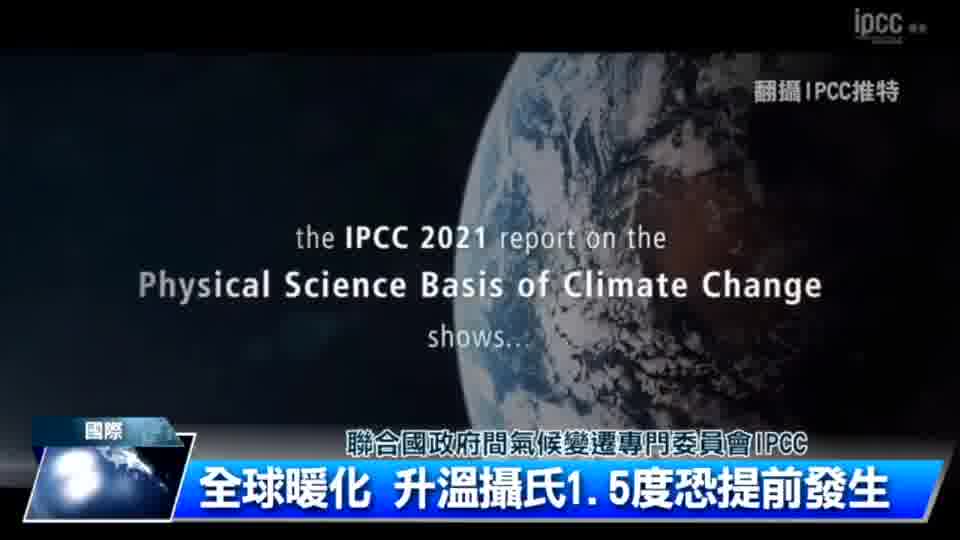 ipcc
翻攝IPCC推特
the IPCC 2021 report on the
Physical Science Basis of Climate Change
shows...
國際
聯合國政府間氣候變遷專門委員會IPCC
全球暖化 升溫攝氏1.5度恐提前發生